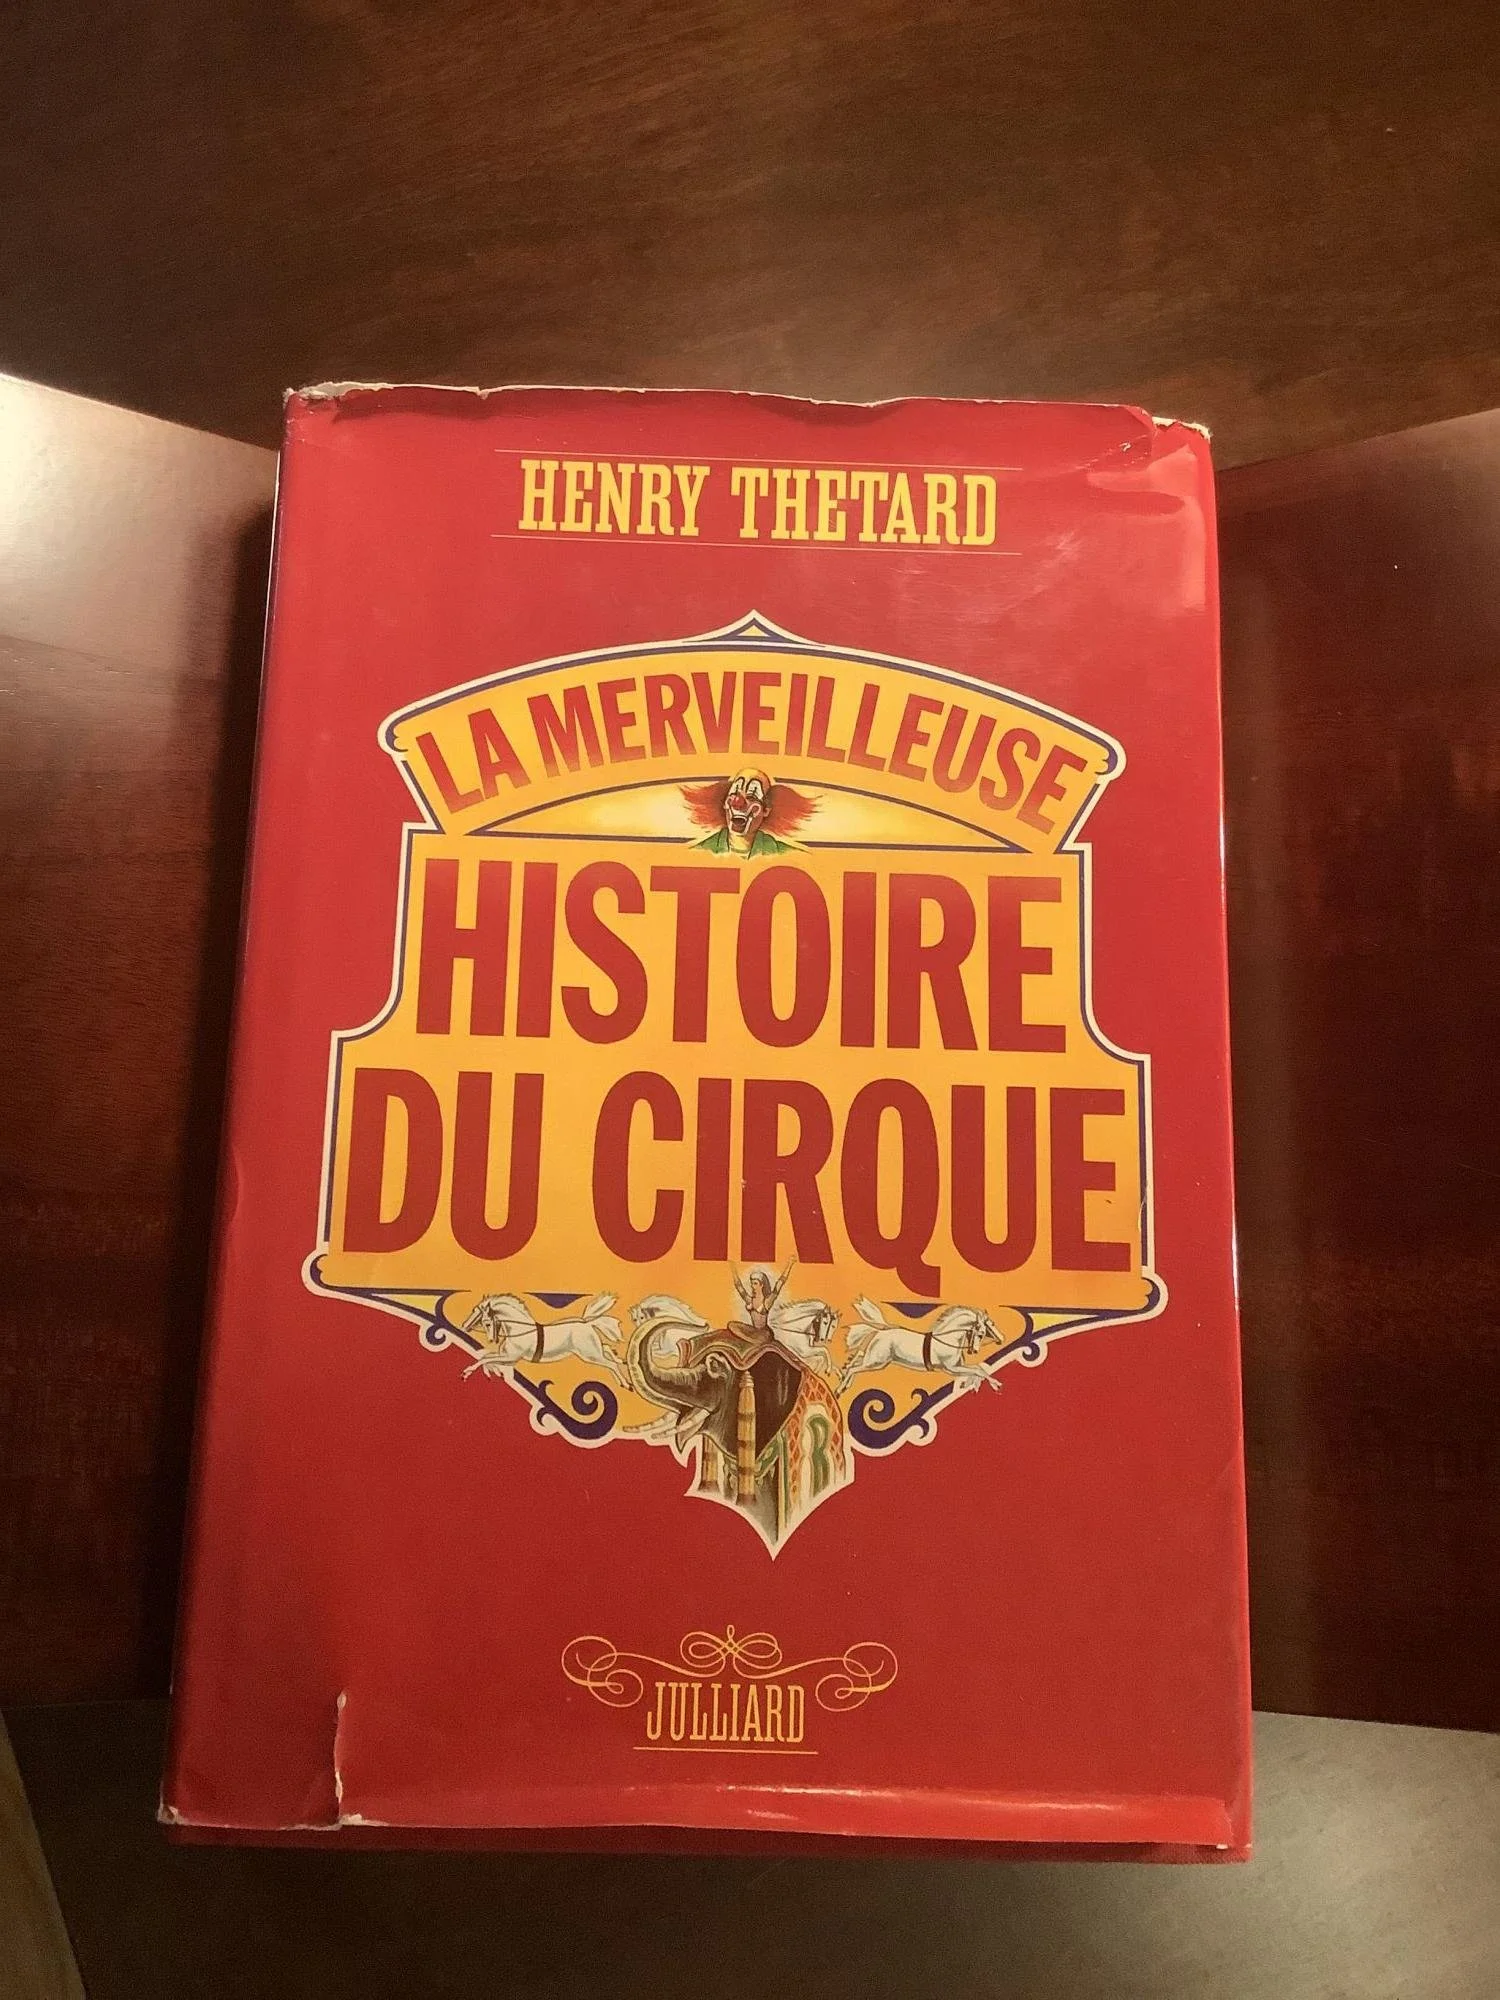 HENRY THETARD
LA MERVEILLEUSE
HISTOIRE
DU CIRQUE
JULLIARD